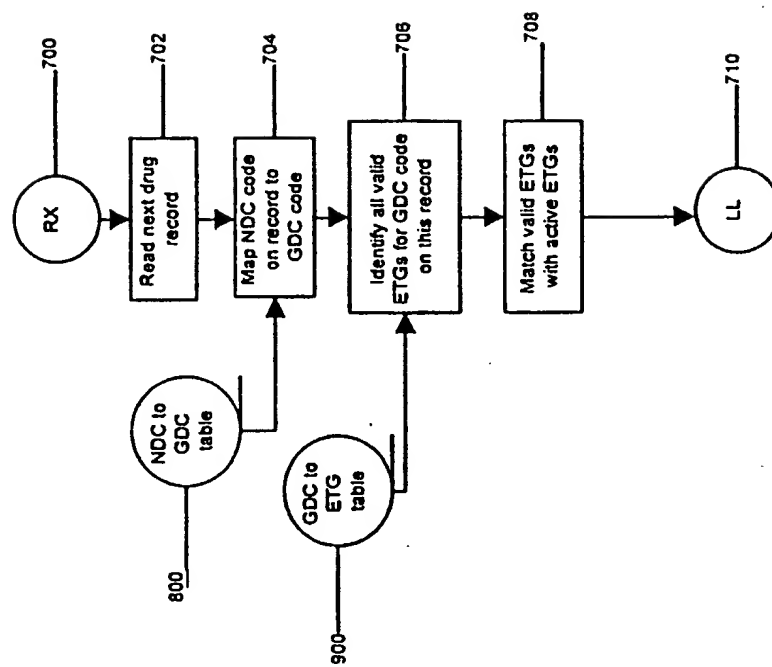 RX
700
Read next drug
record
702
Map NDC code
on record to
GDC code
704
NDC to
GDC
table
800
Identify all valid
ETGs for GDC code
on this record
706
GDC to
ETG
table
900
Match valid ETGs
with active ETGs
708
LL
710